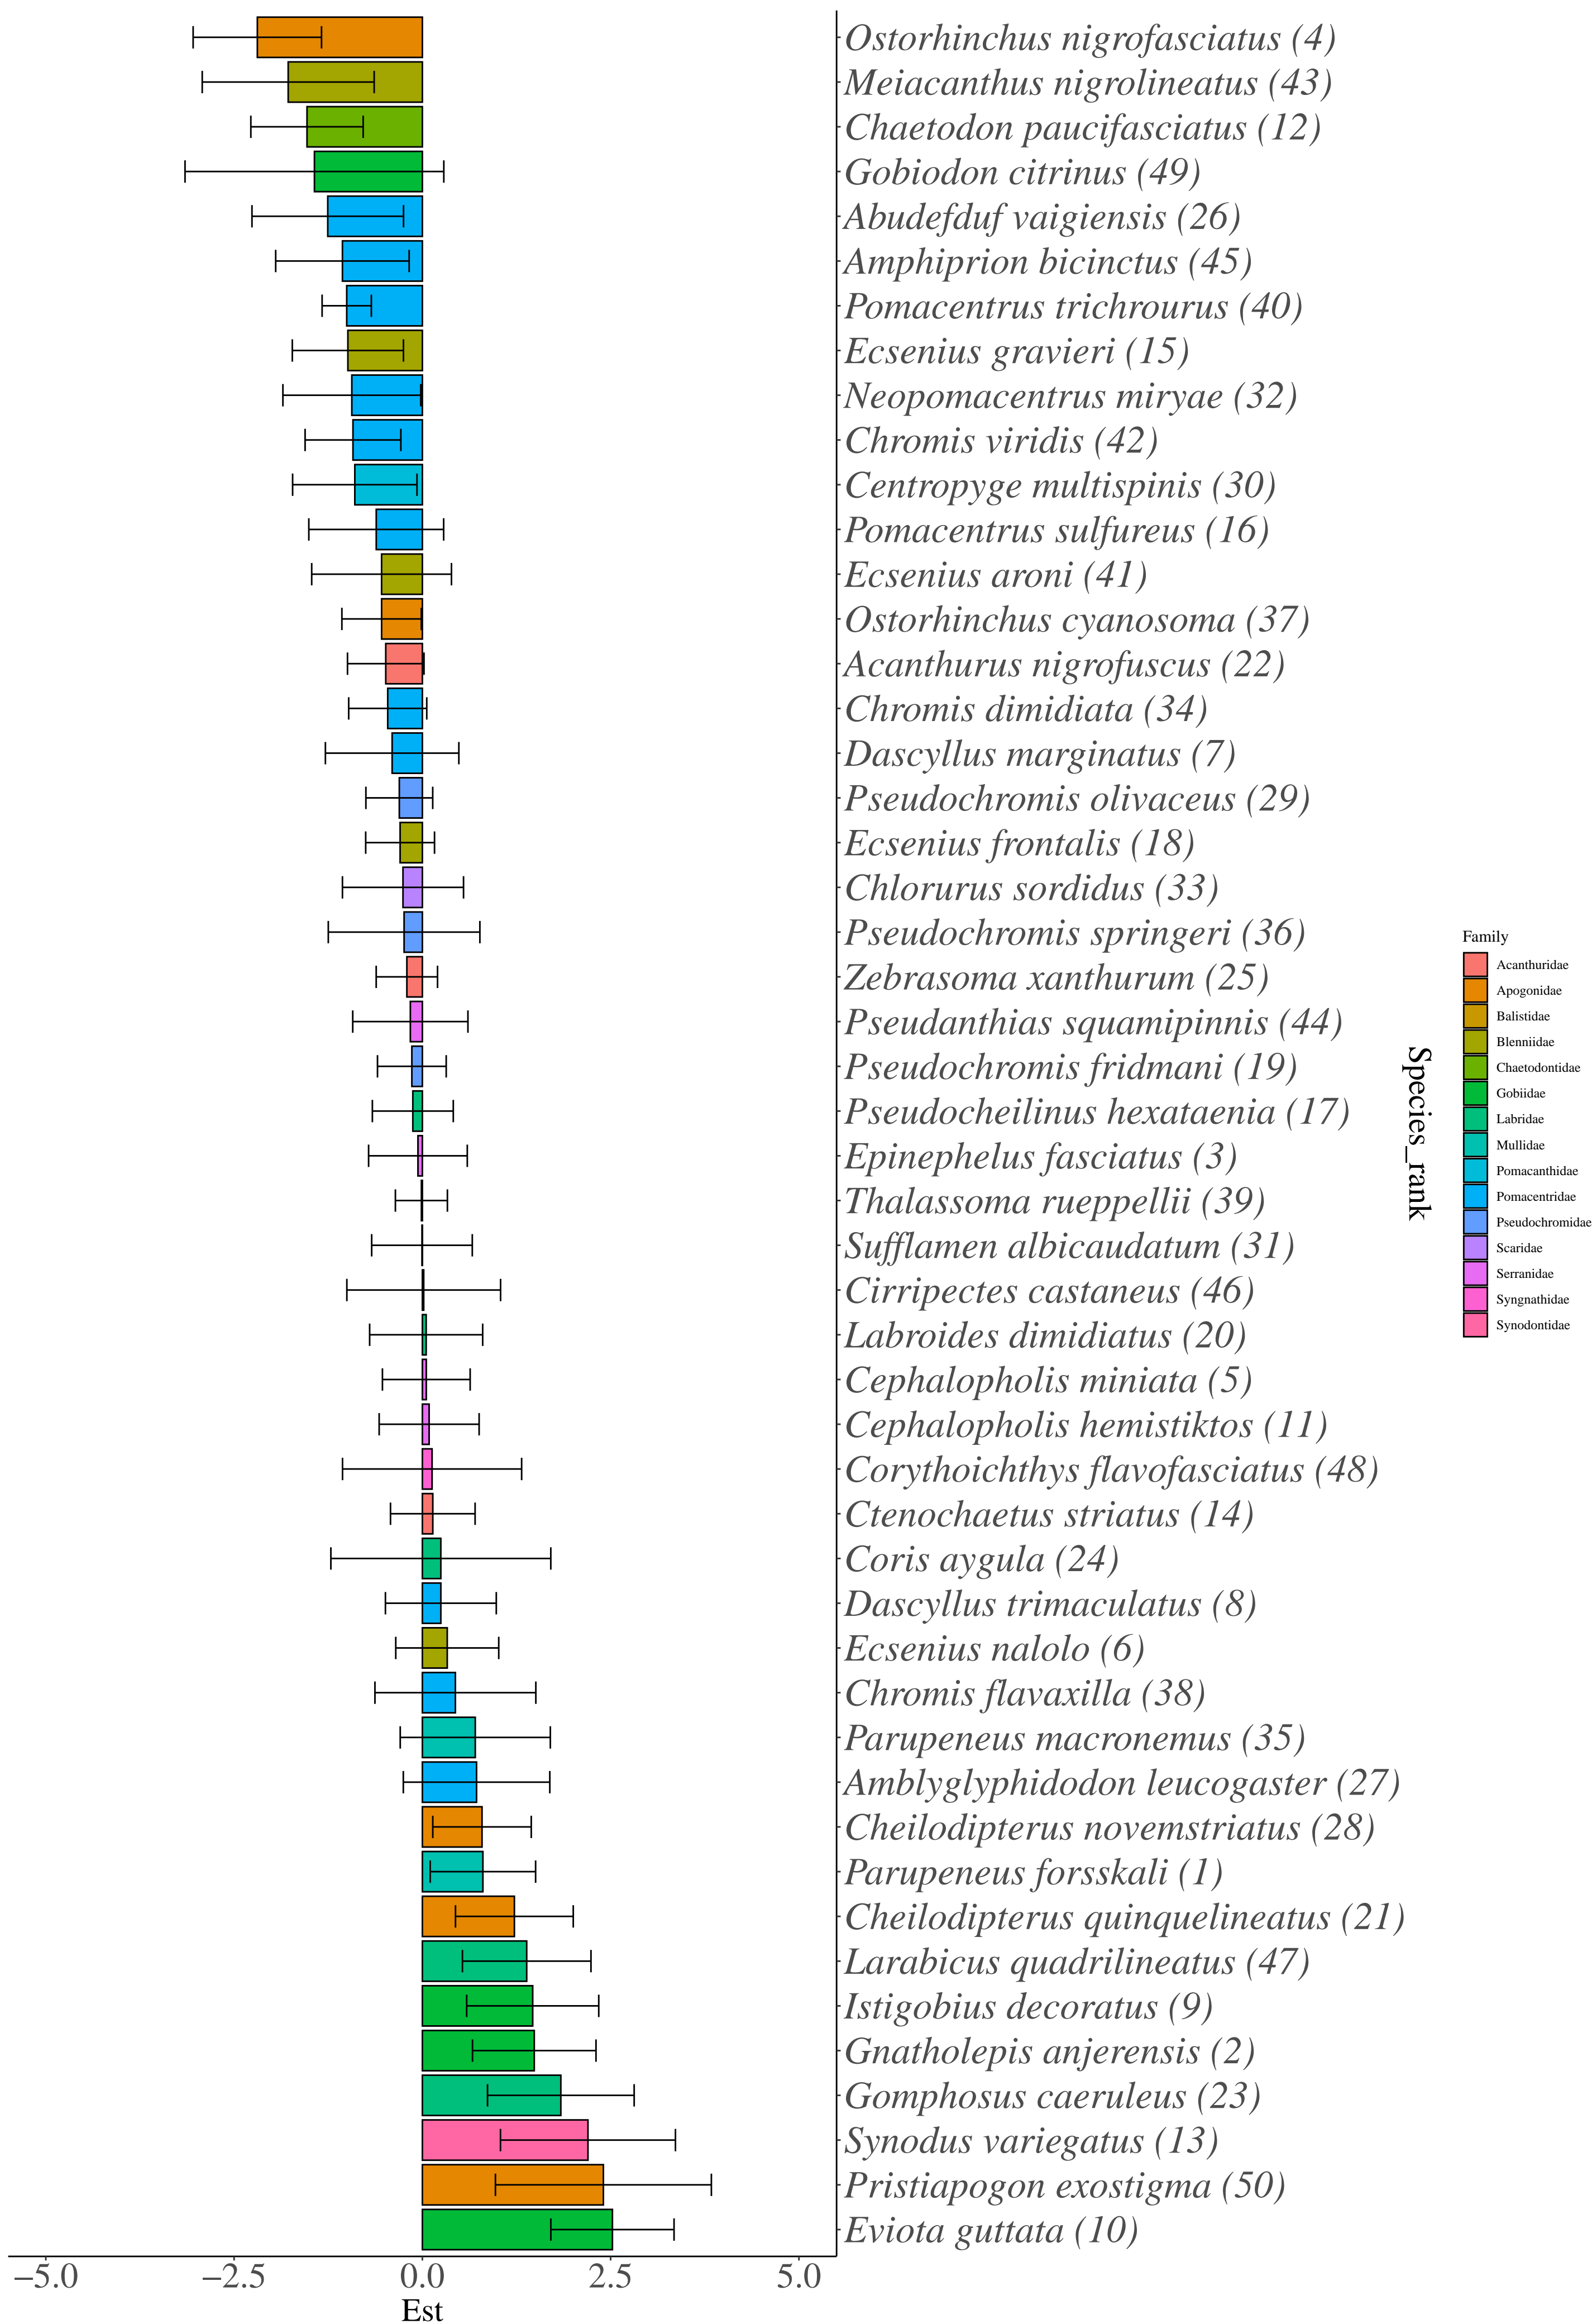 Ostorhinchus nigrofasciatus (4)
Meiacanthus nigrolineatus (43)
Chaetodon paucifasciatus (12)
Gobiodon citrinus (49)
Abudefduf vaigiensis (26)
Amphiprion bicinctus (45)
Pomacentrus trichrourus (40)
Ecsenius gravieri (15)
Neopomacentrus miryae (32)
Chromis viridis (42)
Centropyge multispinis (30)
Pomacentrus sulfureus (16)
Ecsenius aroni (41)
Ostorhinchus cyanosoma (37)
Acanthurus nigrofuscus (22)
Chromis dimidiata (34)
Dascyllus marginatus (7)
Pseudochromis olivaceus (29)
Ecsenius frontalis (18)
Chlorurus sordidus (33)
Pseudochromis springeri (36)
Zebrasoma xanthurum (25)
Pseudanthias squamipinnis (44)
Pseudochromis fridmani (19)
Pseudocheilinus hexataenia (17)
Epinephelus fasciatus (3)
Thalassoma rueppellii (39)
Sufflamen albicaudatum (31)
Cirripectes castaneus (46)
Labroides dimidiatus (20)
Cephalopholis miniata (5)
Cephalopholis hemistiktos (11)
Corythoichthys flavofasciatus (48)
Ctenochaetus striatus (14)
Coris aygula (24)
Dascyllus trimaculatus (8)
Ecsenius nalolo (6)
Chromis flavaxilla (38)
Parupeneus macronemus (35)
Amblyglyphidodon leucogaster (27)
Cheilodipterus novemstriatus (28)
Parupeneus forsskali (1)
Cheilodipterus quinquelineatus (21)
Larabicus quadrilineatus (47)
Istigobius decoratus (9)
Gnatholepis anjerensis (2)
Gomphosus caeruleus (23)
Synodus variegatus (13)
Pristiapogon exostigma (50)
Eviota guttata (10)
−5.0 −2.5 0.0 2.5 5.0
Est
Species_rank
Family
Acanthuridae
Apogonidae
Balistidae
Blenniidae
Chaetodontidae
Gobiidae
Labridae
Mullidae
Pomacanthidae
Pomacentridae
Pseudochromidae
Scaridae
Serranidae
Syngnathidae
Synodontidae